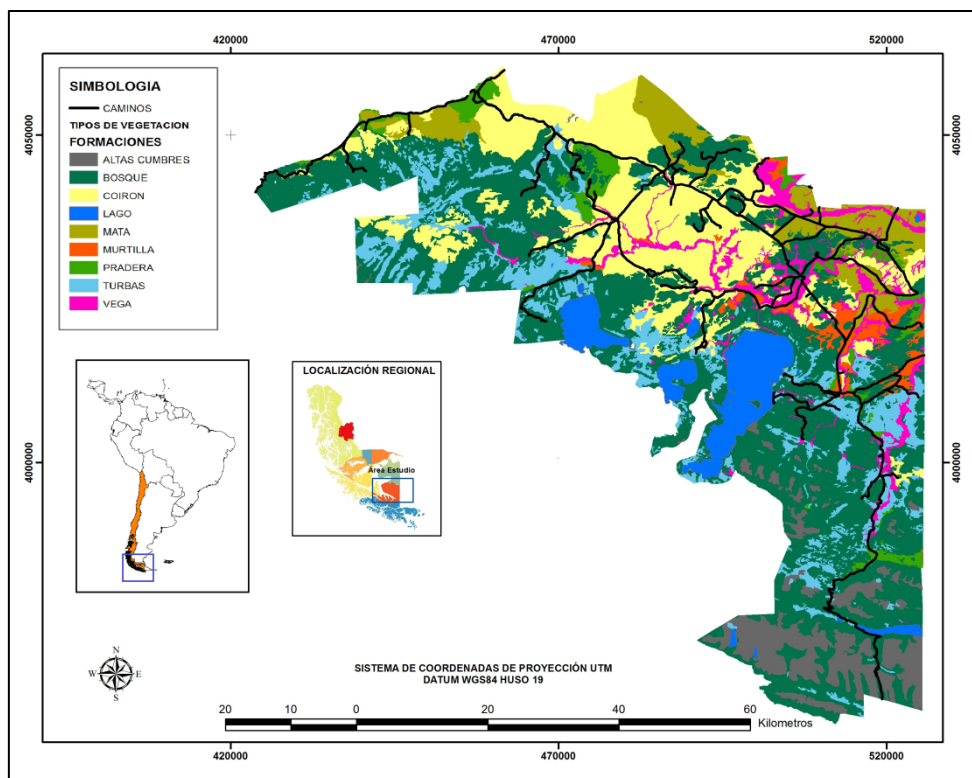 420000
470000
520000
4050000
4050000
SIMBOLOGIA
CAMINOS
TIPOS DE VEGETACION
FORMACIONES
ALTAS CUMBRES
BOSQUE
COIRON
LAGO
MATA
MURTILLA
PRADERA
TURBAS
VEGA
LOCALIZACIÓN REGIONAL
Área Estudio
4000000
4000000
N
W
E
S
SISTEMA DE COORDENADAS DE PROYECCIÓN UTM
DATUM WGS84 HUSO 19
20
10
0
20
40
60
Kilometros
420000
470000
520000